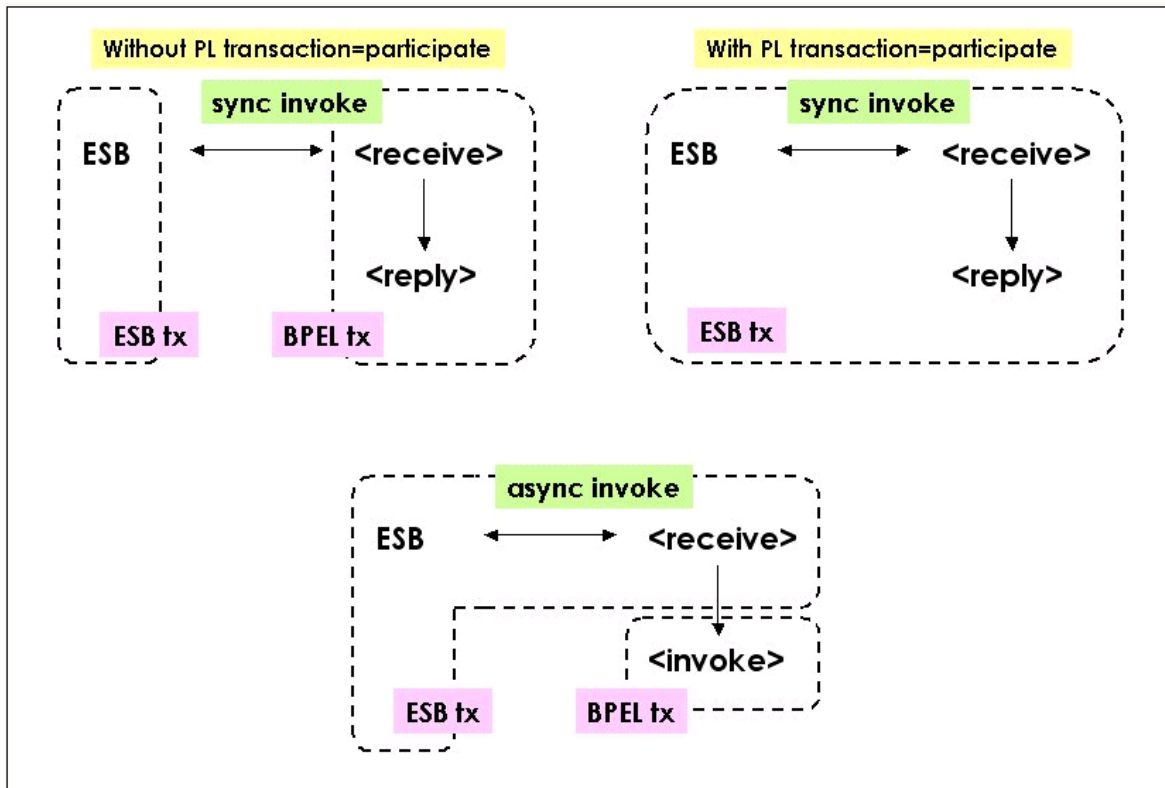 Without PL transaction=participate
sync invoke
ESB
<receive>
<reply>
ESB tx
BPEL tx
With PL transaction=participate
sync invoke
ESB
<receive>
<reply>
ESB tx
async invoke
ESB
<receive>
<invoke>
ESB tx
BPEL tx